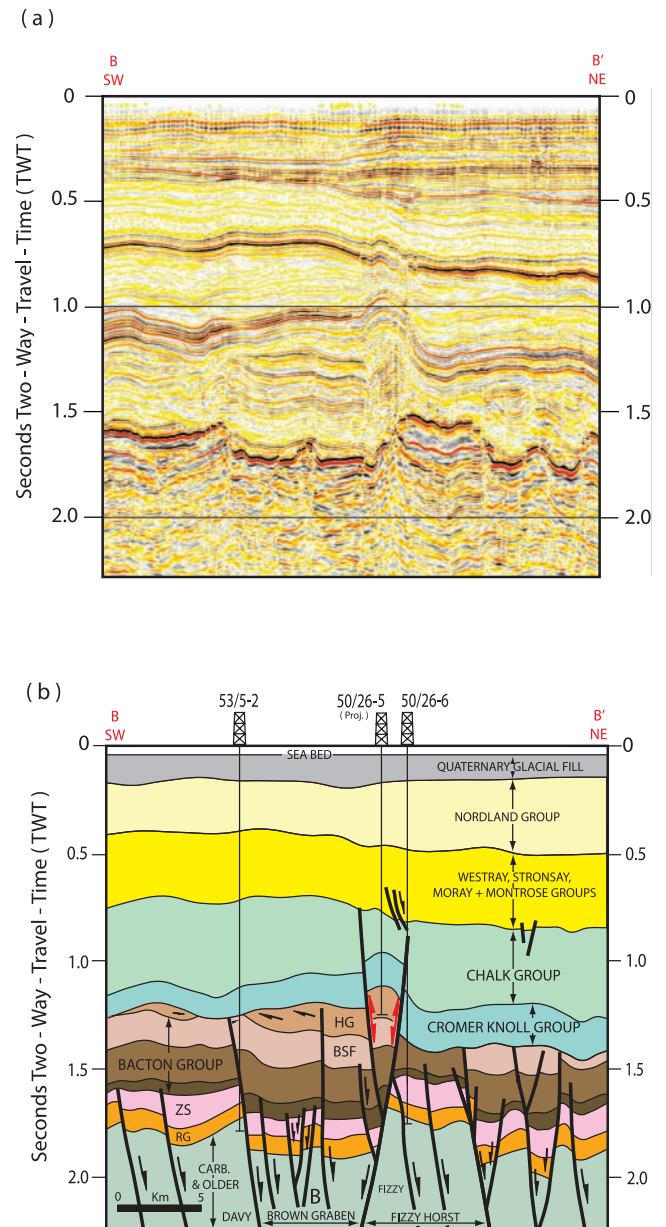 (a)
B
SW
B'
NE
0
0
0.5
0.5
1.0
1.0
1.5
1.5
2.0
2.0
Seconds Two - Way - Travel - Time ( TWT )
(b)
53/5-2
50/26-5
( Proj. )
50/26-6
B
SW
B'
NE
0
0
SEA BED
QUATERNARY GLACIAL FILL
NORDLAND GROUP
0.5
0.5
WESTRAY, STRONSAY,
MORAY + MONTROSE GROUPS
1.0
1.0
CHALK GROUP
HG
CROMER KNOLL GROUP
BSF
BACTON GROUP
1.5
1.5
ZS
RG
CARB.
& OLDER
2.0
2.0
0 Km 5
B
FIZZY
DAVY
BROWN GRABEN
FIZZY HORST
Seconds Two - Way - Travel - Time ( TWT )